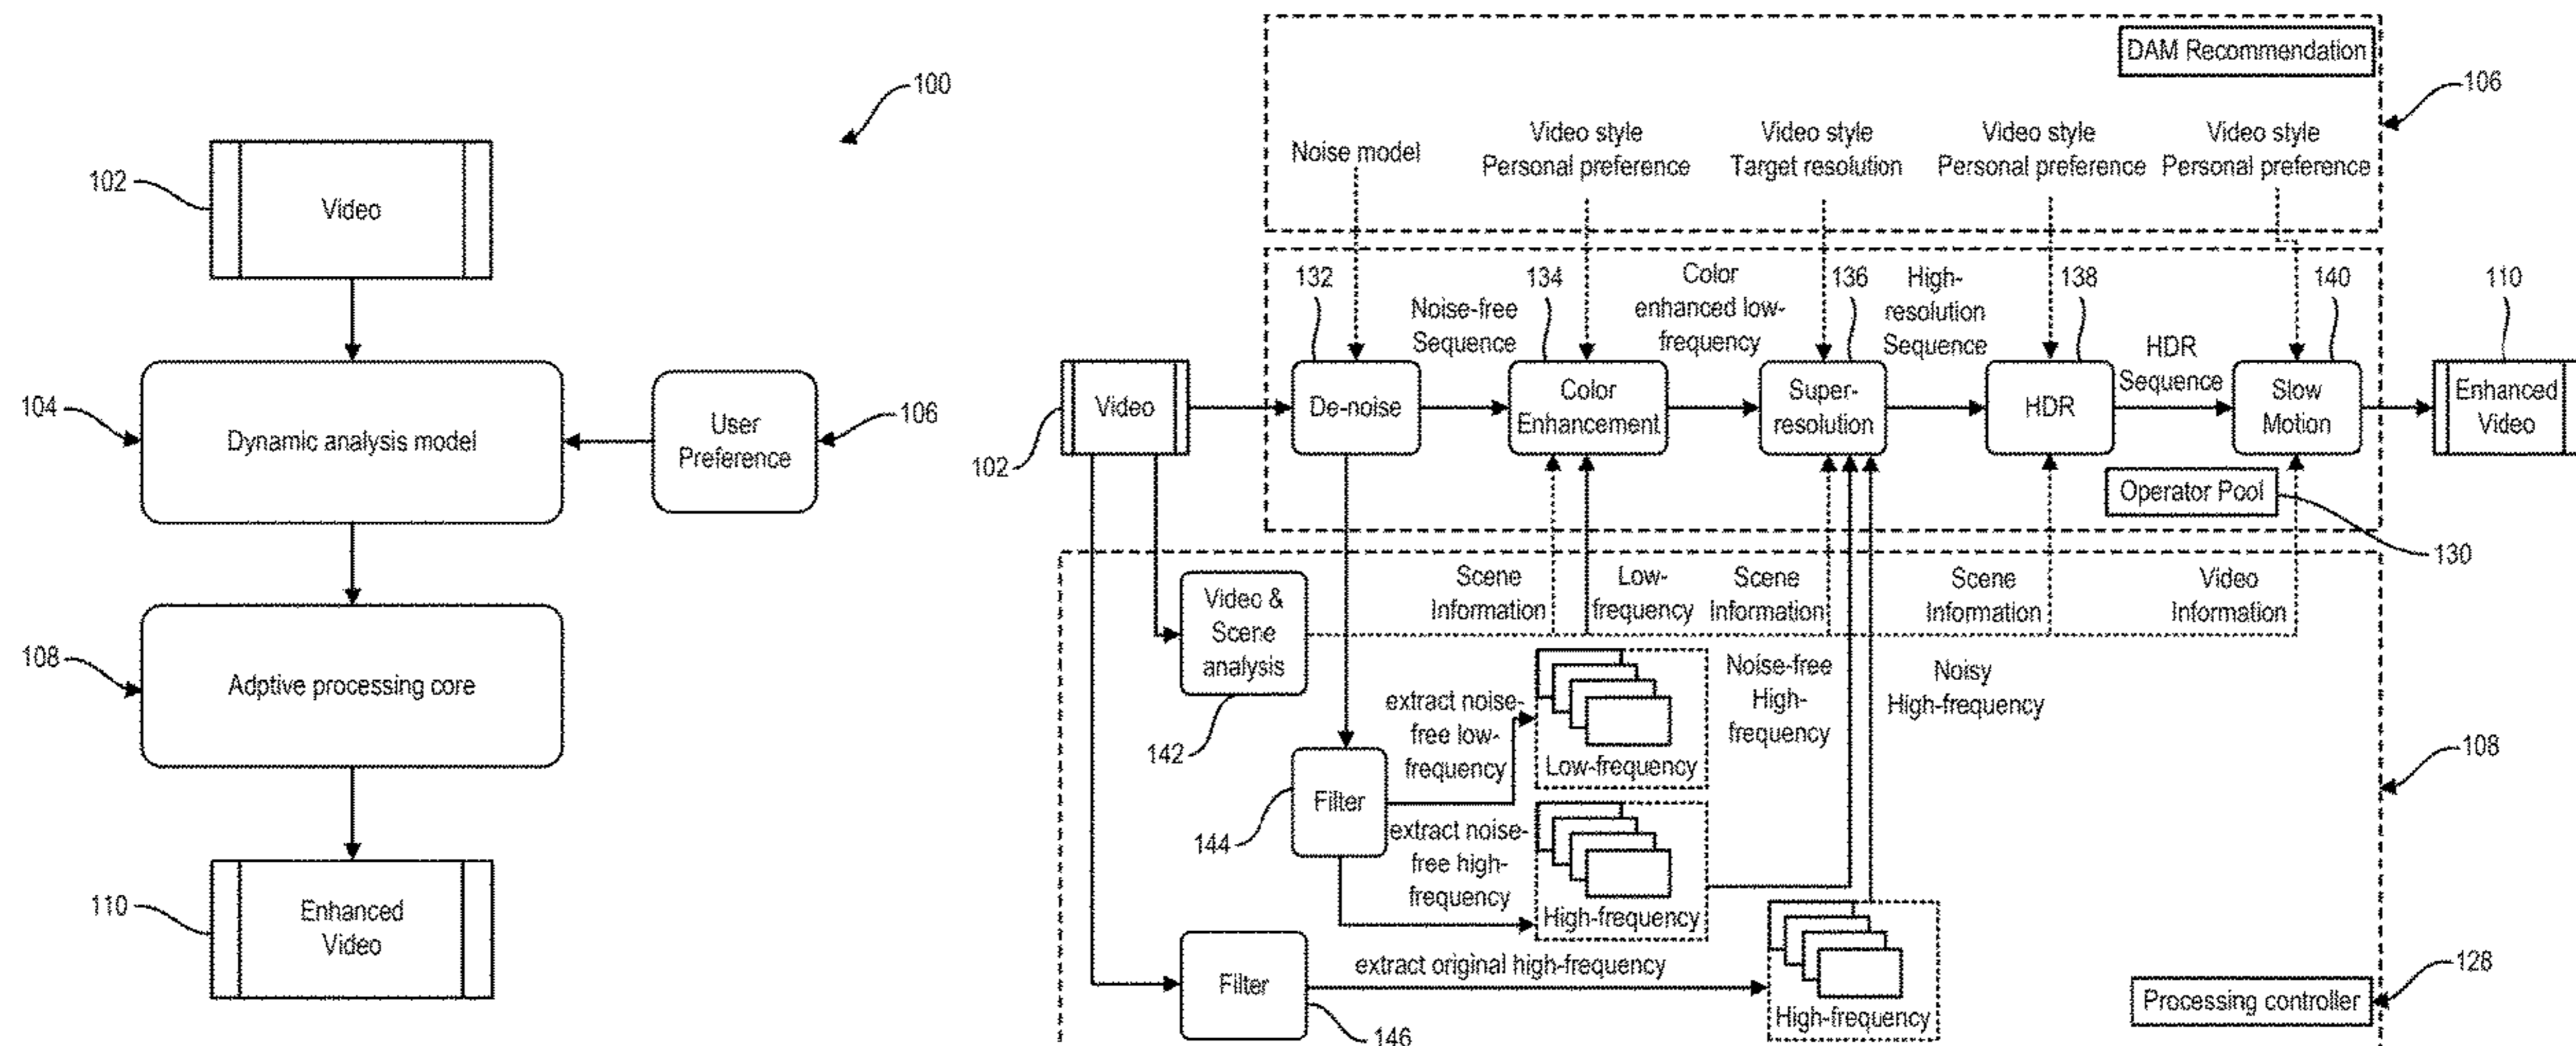 100
102
Video
104
Dynamic analysis model
User
Preference
106
108
Adptive processing core
110
Enhanced
Video
DAM Recommendation
106
Noise model
Video style
Personal preference
Video style
Target resolution
Video style
Personal preference
Video style
Personal preference
132
Noise-free
Sequence
134
Color
enhanced low-
frequency
136
High-
resolution
Sequence
138
HDR
Sequence
140
110
102
Video
De-noise
Color
Enhancement
Super-
resolution
HDR
Slow
Motion
Enhanced
Video
Operator Pool
130
Video &
Scene
analysis
142
Scene
Information
Low-
frequency
Scene
Information
Scene
Information
Video
Information
Noise-free
High-
frequency
Noisy
High-frequency
extract noise-
free low-
frequency
Low-frequency
Filter
144
extract noise-
free high-
frequency
High-frequency
108
Filter
146
extract original high-frequency
High-frequency
Processing controller
128